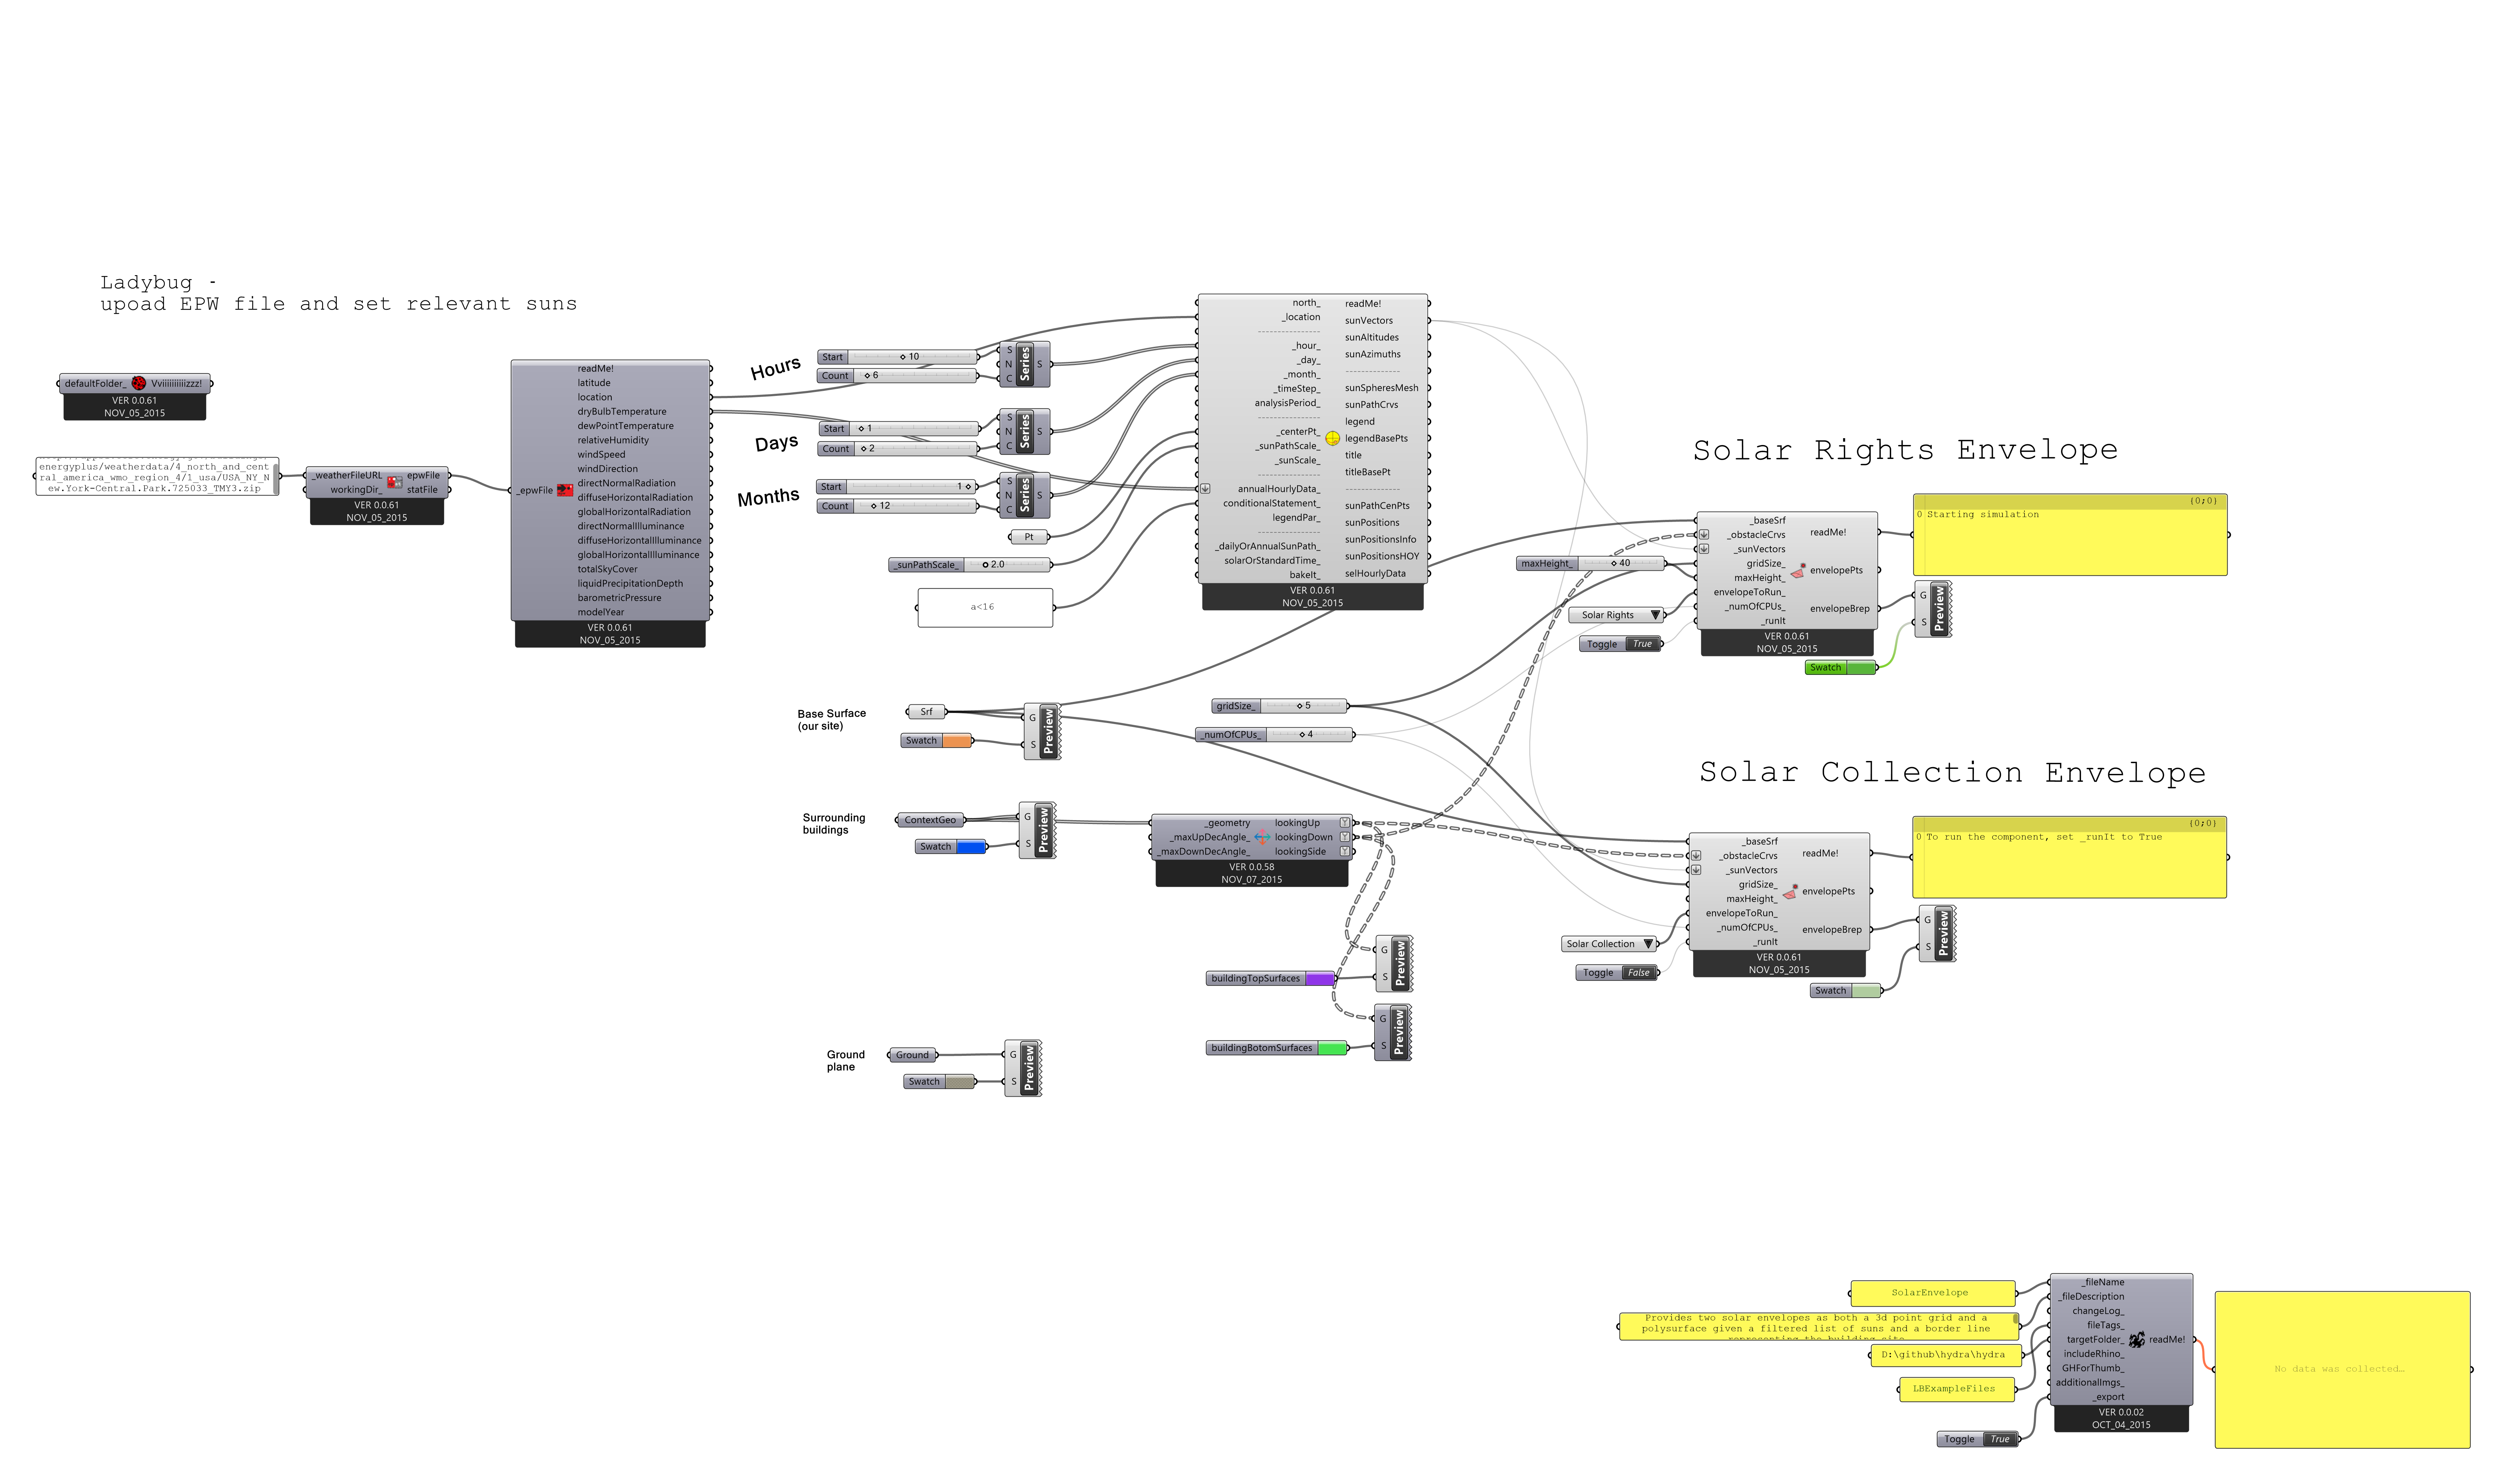 Ladybug -
upoad EPW file and set relevant suns
defaultFolder_ Vviiiiiiiiiizzz!
VER 0.0.61
NOV_05_2015
energyplus/weatherdata/4_north_and_cent
ral_america_wmo_region_4/1_usa/USA_NY_N
ew.York-Central.Park.725033_TMY3.zip
_weatherFileURL epwFile
workingDir_ statFile
VER 0.0.61
NOV_05_2015
_epwFile
readMe!
latitude
location
dryBulbTemperature
dewPointTemperature
relativeHumidity
windSpeed
windDirection
directNormalRadiation
diffuseHorizontalRadiation
globalHorizontalRadiation
directNormalIlluminance
diffuseHorizontalIlluminance
globalHorizontalIlluminance
totalSkyCover
liquidPrecipitationDepth
barometricPressure
modelYear
VER 0.0.61
NOV_05_2015
Hours
Start 10
Count 6
S N C Series S
Days
Start 1
Count 2
S N C Series S
Months
Start 1
Count 12
S N C Series S
Pt
_sunPathScale_ 2.0
a<16
north_
_location
---------------
_hour_
_day_
_month_
_timeStep_
analysisPeriod_
---------------
_centerPt_
_sunPathScale_
_sunScale_
---------------
annualHourlyData_
conditionalStatement_
legendPar_
---------------
_dailyOrAnnualSunPath_
solarOrStandardTime_
bakeIt_
readMe!
sunVectors
sunAltitudes
sunAzimuths
-------------
sunSpheresMesh
sunPathCrvs
legend
legendBasePts
title
titleBasePt
-------------
sunPathCenPts
sunPositions
sunPositionsInfo
sunPositionsHOY
selHourlyData
VER 0.0.61
NOV_05_2015
Solar Rights Envelope
maxHeight_ 40
Solar Rights
Toggle True
_baseSrf
_obstacleCrvs
_sunVectors
gridSize_
maxHeight_
envelopeToRun_
_numOfCPUs_
_runIt
readMe!
envelopePts
envelopeBrep
VER 0.0.61
NOV_05_2015
{0;0}
0 Starting simulation
G S Preview
Swatch
Base Surface
(our site)
Srf
Swatch
G S Preview
gridSize_ 5
_numOfCPUs_ 4
Surrounding
buildings
ContextGeo
Swatch
G S Preview
_geometry lookingUp
_maxUpDecAngle_ lookingDown
_maxDownDecAngle_ lookingSide
VER 0.0.58
NOV_07_2015
buildingTopSurfaces
G S Preview
buildingBotomSurfaces
G S Preview
Ground
plane
Ground
Swatch
G S Preview
Solar Collection Envelope
Solar Collection
Toggle False
_baseSrf
_obstacleCrvs
_sunVectors
gridSize_
maxHeight_
envelopeToRun_
_numOfCPUs_
_runIt
readMe!
envelopePts
envelopeBrep
VER 0.0.61
NOV_05_2015
{0;0}
0 To run the component, set _runIt to True
G S Preview
Swatch
SolarEnvelope
Provides two solar envelopes as both a 3d point grid and a
polysurface given a filtered list of suns and a border line
representing the building site
D:\github\hydra\hydra
LBExampleFiles
Toggle True
_fileName
_fileDescription
changeLog_
fileTags_
targetFolder_
includeRhino_
GHForThumb_
additionalImgs_
_export
readMe!
VER 0.0.02
OCT_04_2015
No data was collected…